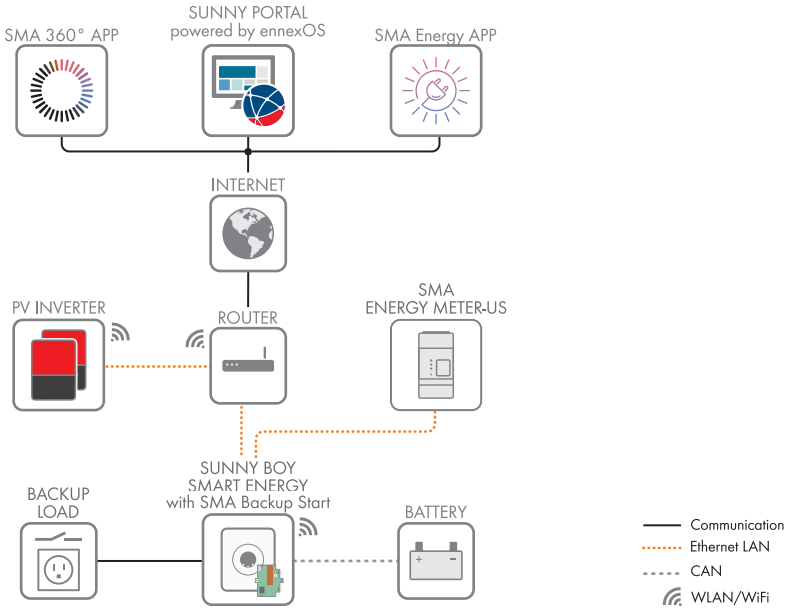 SUNNY PORTAL
powered by ennexOS
SMA 360° APP
SMA Energy APP
INTERNET
PV INVERTER
ROUTER
SMA
ENERGY METER-US
SUNNY BOY
SMART ENERGY
with SMA Backup Start
BACKUP
LOAD
BATTERY
+ −
Communication
Ethernet LAN
CAN
WLAN/WiFi